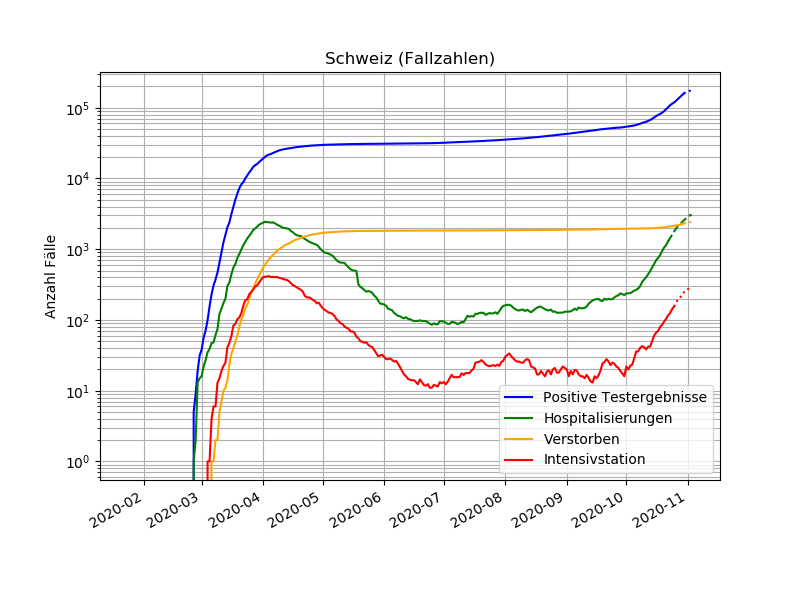 Schweiz (Fallzahlen)
Anzahl Fälle
10⁵
10⁴
10³
10²
10¹
10⁰
Positive Testergebnisse
Hospitalisierungen
Verstorben
Intensivstation
2020-02
2020-03
2020-04
2020-05
2020-06
2020-07
2020-08
2020-09
2020-10
2020-11